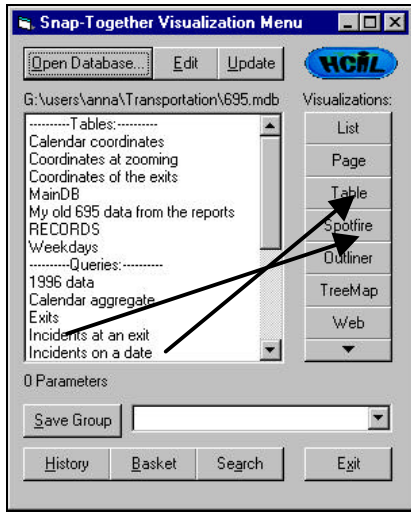 Snap-Together Visualization Menu
Open Database... Edit Update
HCIL
G:\users\anna\Transportation\695.mdb Visualizations:
----------Tables:----------
Calendar coordinates
Coordinates at zooming
Coordinates of the exits
MainDB
My old 695 data from the reports
RECORDS
Weekdays
----------Queries:----------
1996 data
Calendar aggregate
Exits
Incidents at an exit
Incidents on a date
List
Page
Table
Spotfire
Outliner
TreeMap
Web
0 Parameters
Save Group
History Basket Search Exit